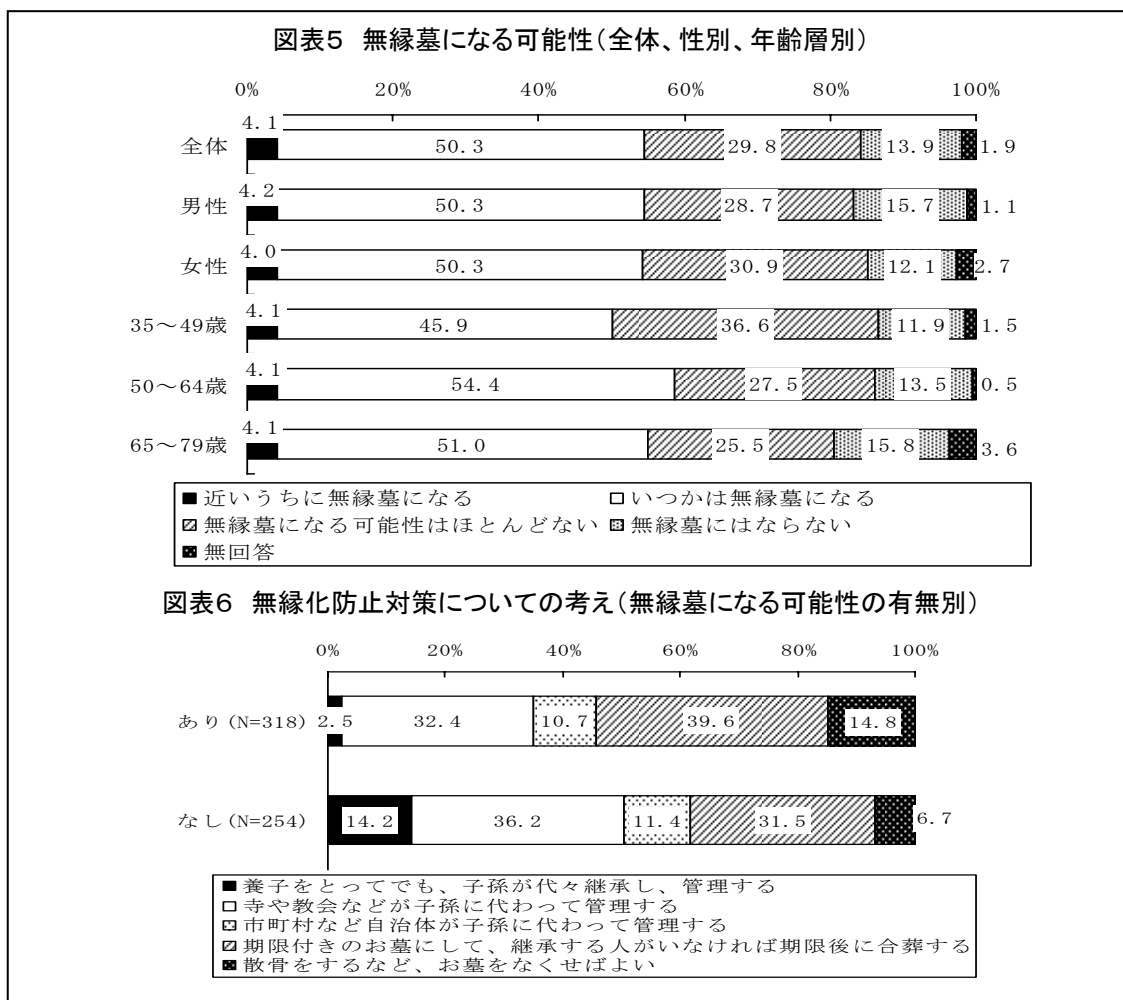 図表5 無縁墓になる可能性(全体、性別、年齢層別)
0% 20% 40% 60% 80% 100%
全体 4.1 50.3 29.8 13.9 1.9
男性 4.2 50.3 28.7 15.7 1.1
女性 4.0 50.3 30.9 12.1 2.7
35～49歳 4.1 45.9 36.6 11.9 1.5
50～64歳 4.1 54.4 27.5 13.5 0.5
65～79歳 4.1 51.0 25.5 15.8 3.6
近いうちに無縁墓になる いつかは無縁墓になる
無縁墓になる可能性はほとんどない 無縁墓にはならない
無回答
図表6 無縁化防止対策についての考え(無縁墓になる可能性の有無別)
0% 20% 40% 60% 80% 100%
あり(N=318) 2.5 32.4 10.7 39.6 14.8
なし(N=254) 14.2 36.2 11.4 31.5 6.7
養子をとってでも、子孫が代々継承し、管理する
寺や教会などが子孫に代わって管理する
市町村など自治体が子孫に代わって管理する
期限付きのお墓にして、継承する人がいなければ期限後に合葬する
散骨をするなど、お墓をなくせばよい